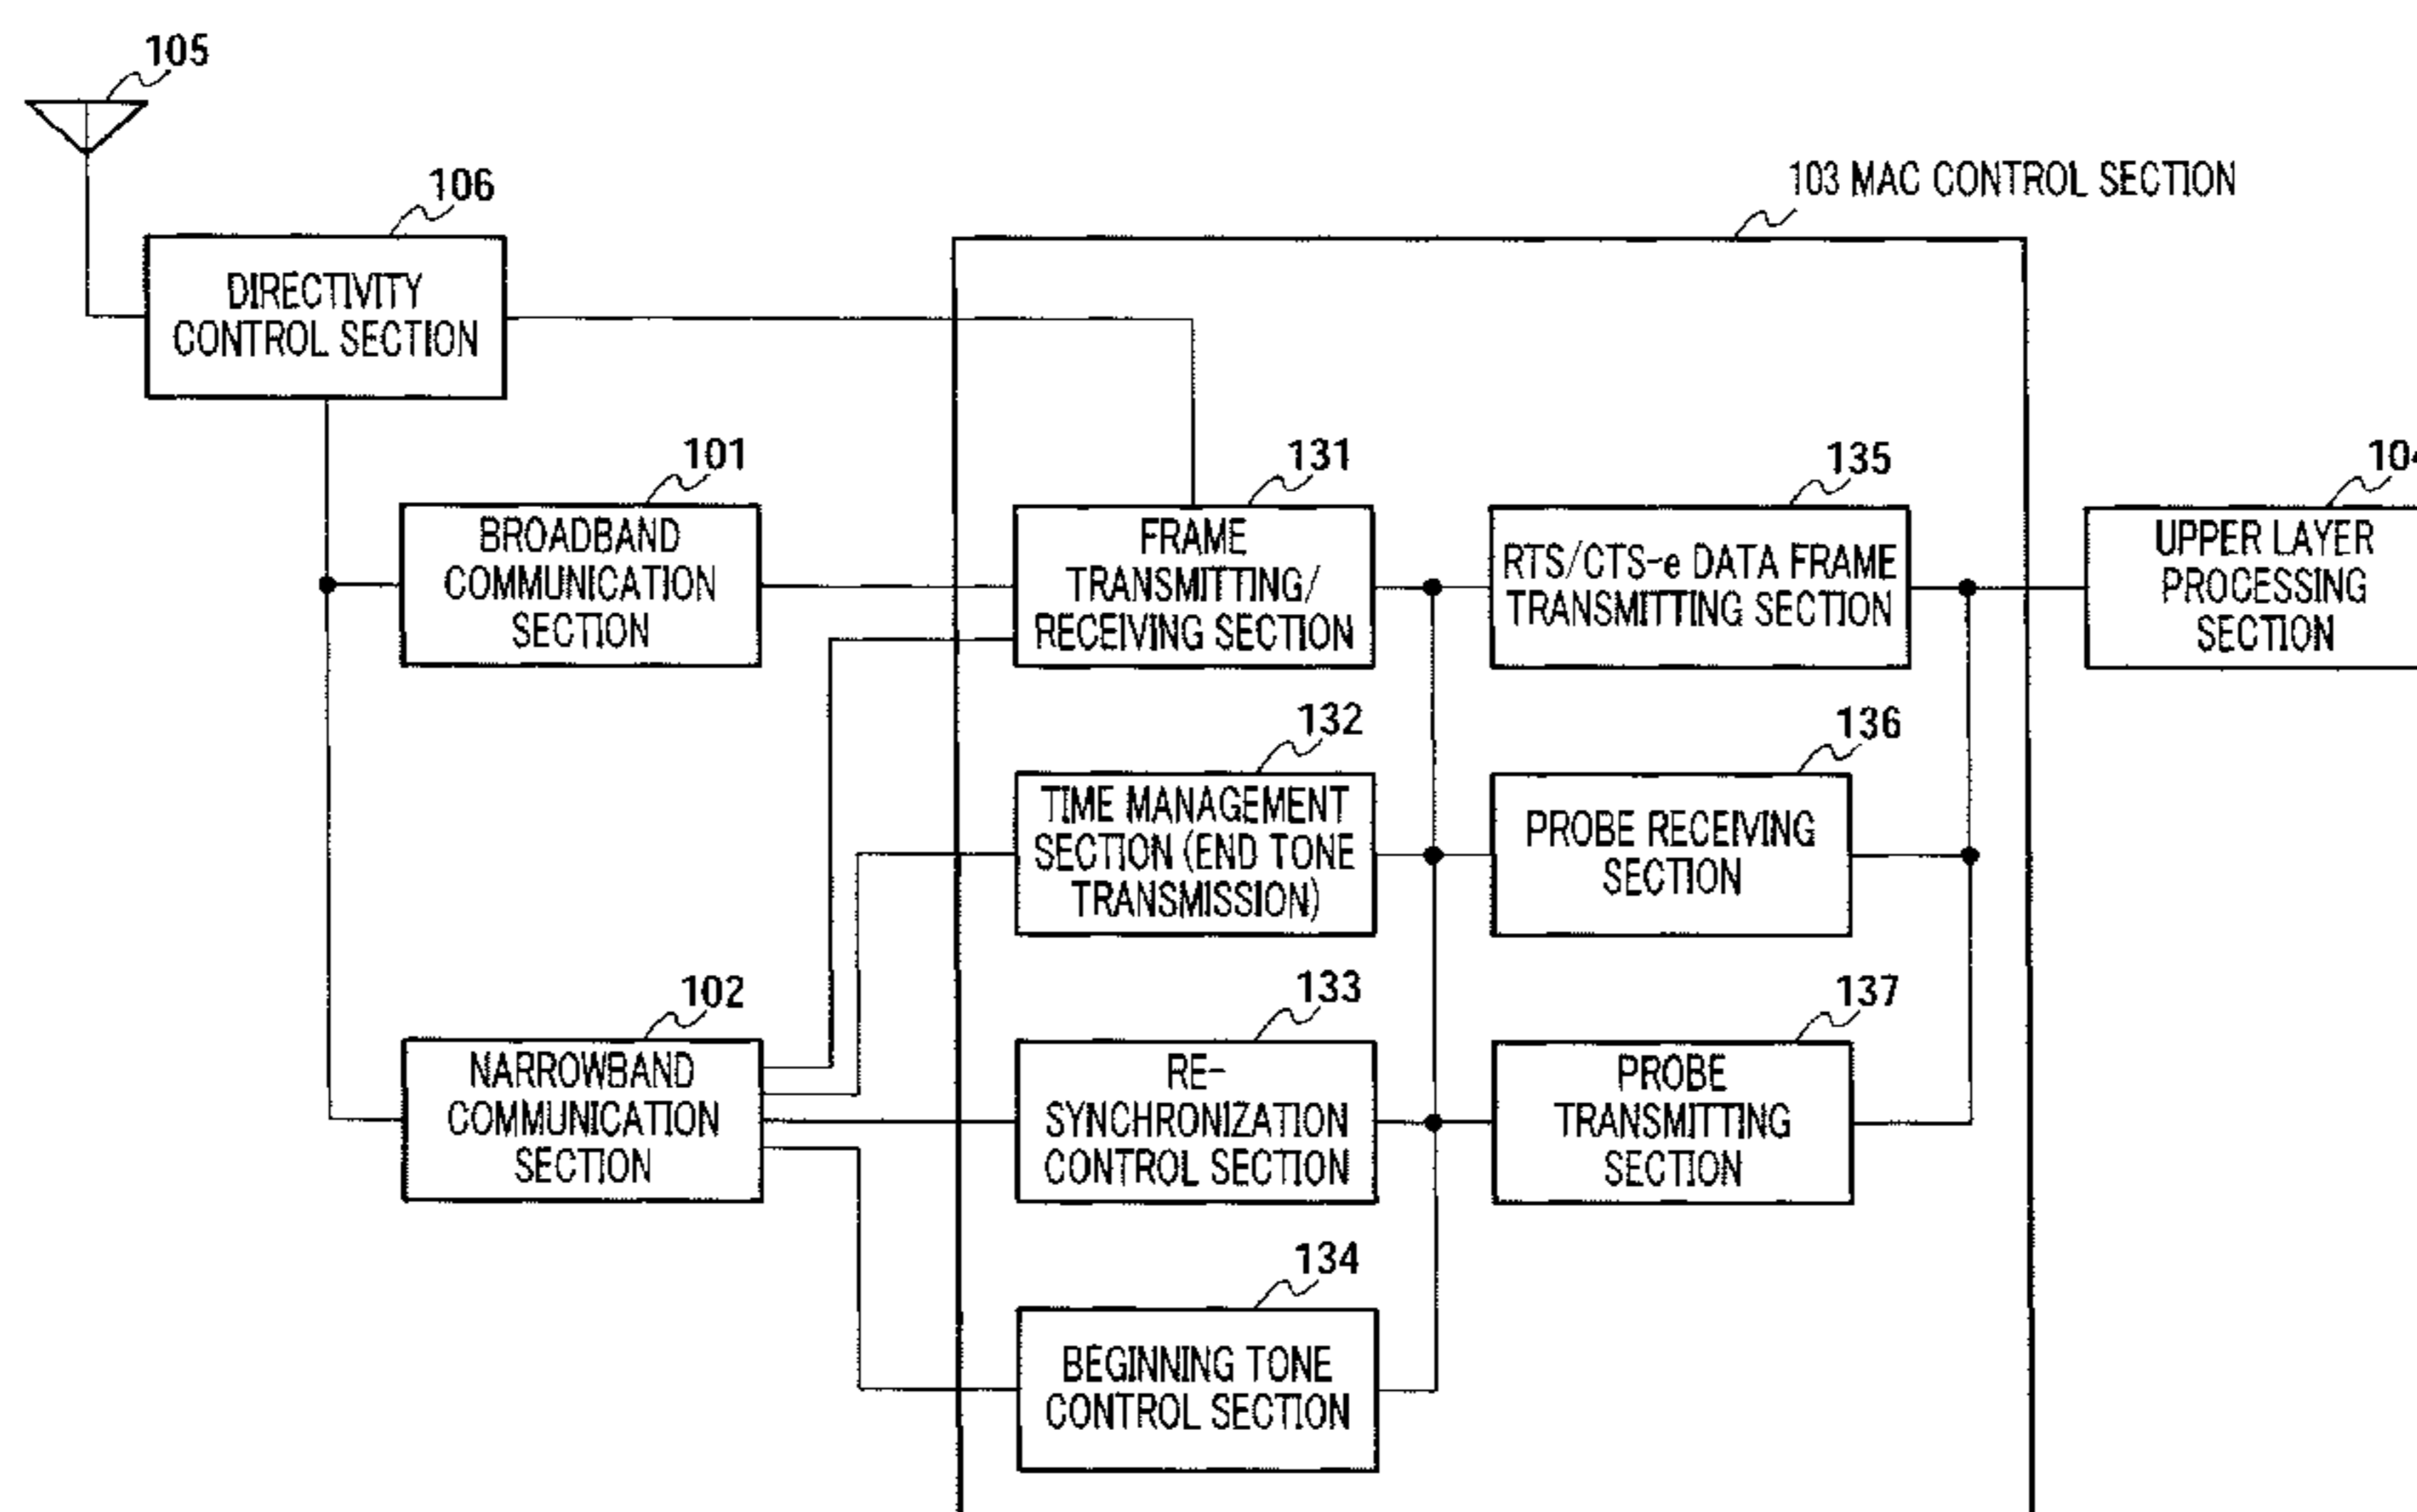 105
106
103 MAC CONTROL SECTION
DIRECTIVITY
CONTROL SECTION
101
131
135
BROADBAND
COMMUNICATION
SECTION
FRAME
TRANSMITTING/
RECEIVING SECTION
RTS/CTS-e DATA FRAME
TRANSMITTING SECTION
UPPER LAYER
PROCESSING
SECTION
132
136
TIME MANAGEMENT
SECTION (END TONE
TRANSMISSION)
PROBE RECEIVING
SECTION
102
133
137
NARROWBAND
COMMUNICATION
SECTION
RE-
SYNCHRONIZATION
CONTROL SECTION
PROBE
TRANSMITTING
SECTION
134
BEGINNING TONE
CONTROL SECTION